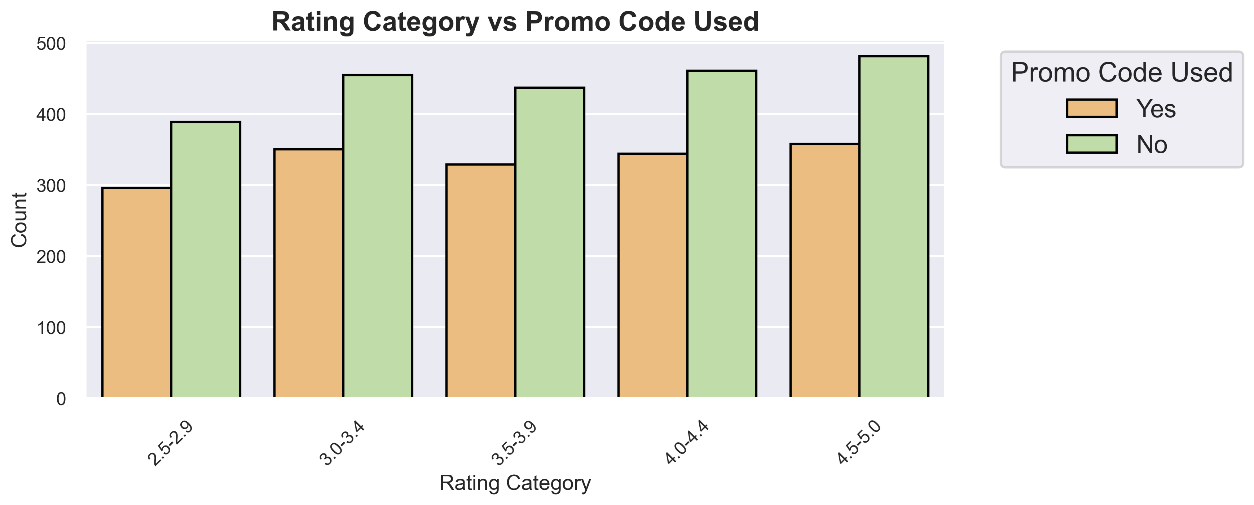 Rating Category vs Promo Code Used
500
400
300
200
100
0
Count
2.5-2.9
3.0-3.4
3.5-3.9
4.0-4.4
4.5-5.0
Rating Category
Promo Code Used
Yes
No